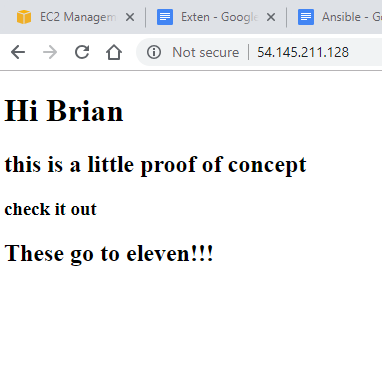 EC2 Managem
Exten - Google
Ansible - G
Not secure
54.145.211.128
Hi Brian
this is a little proof of concept
check it out
These go to eleven!!!